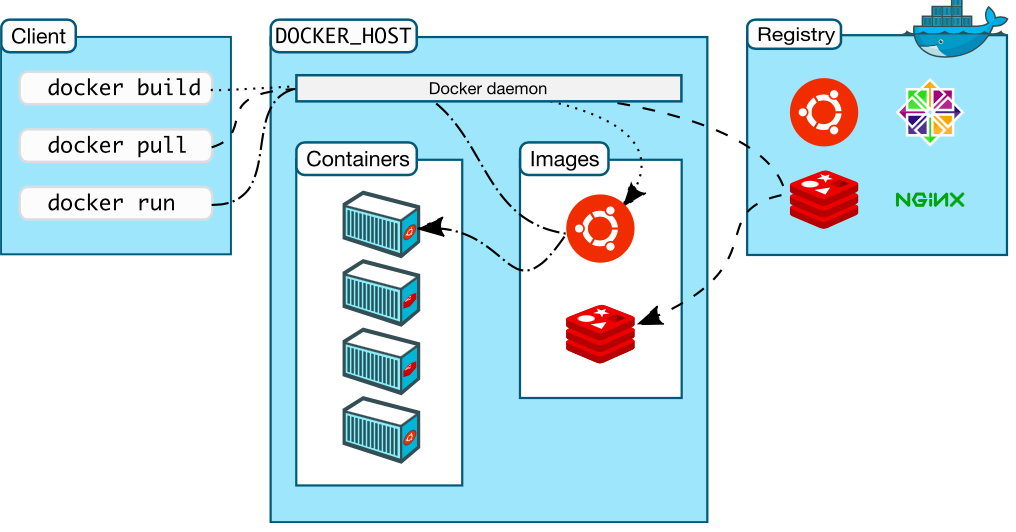 Client
docker build
docker pull
docker run
DOCKER_HOST
Docker daemon
Containers
Images
Registry
NGiNX